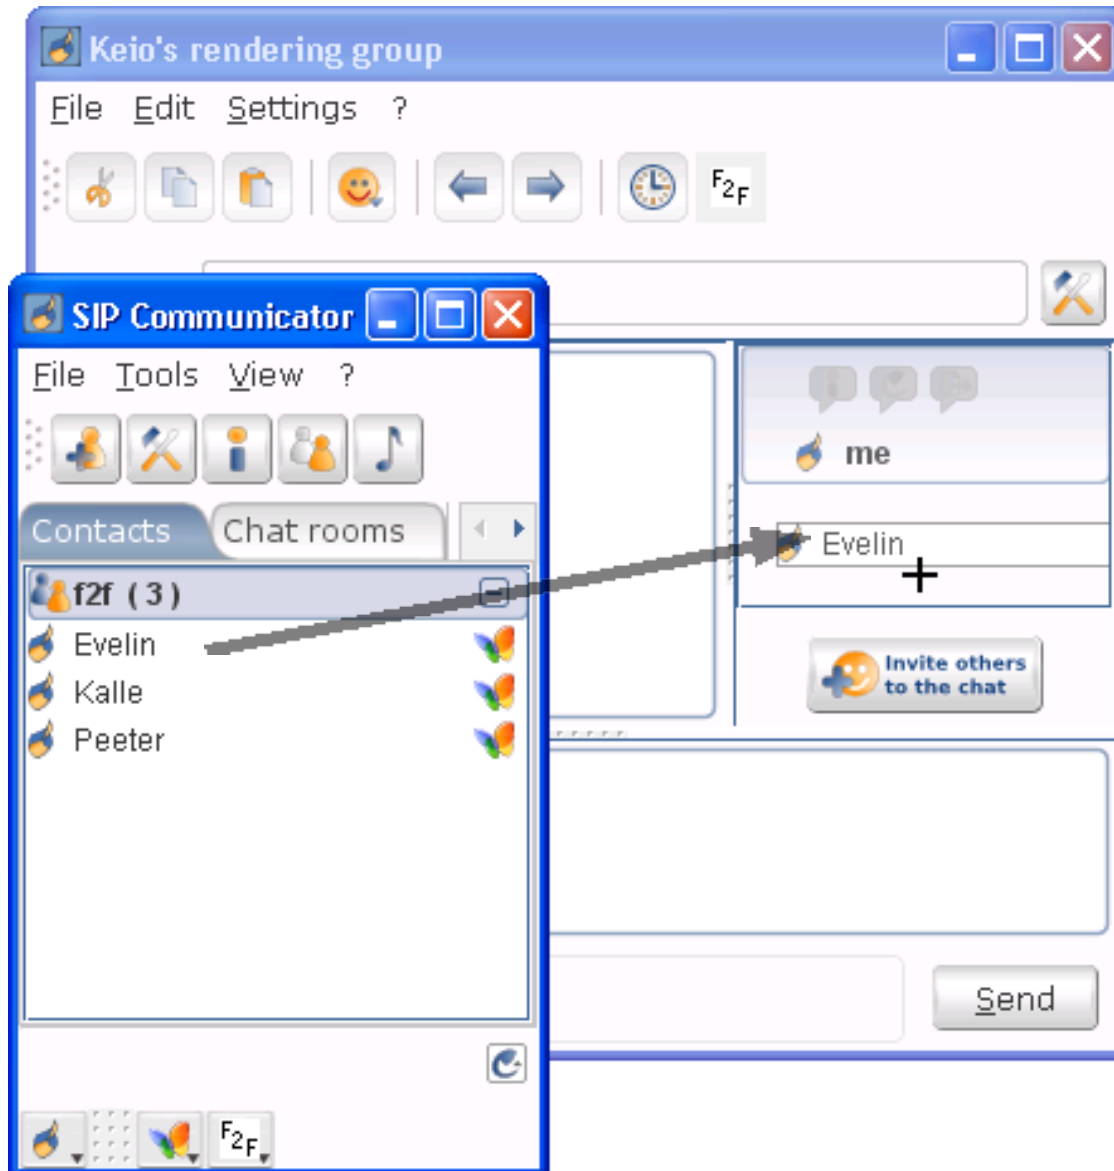 Keio's rendering group
File Edit Settings ?
F2F
SIP Communicator
File Tools View ?
Contacts Chat rooms
f2f ( 3 )
Evelin
Kalle
Peeter
F2F
me
Evelin
Invite others
to the chat
Send